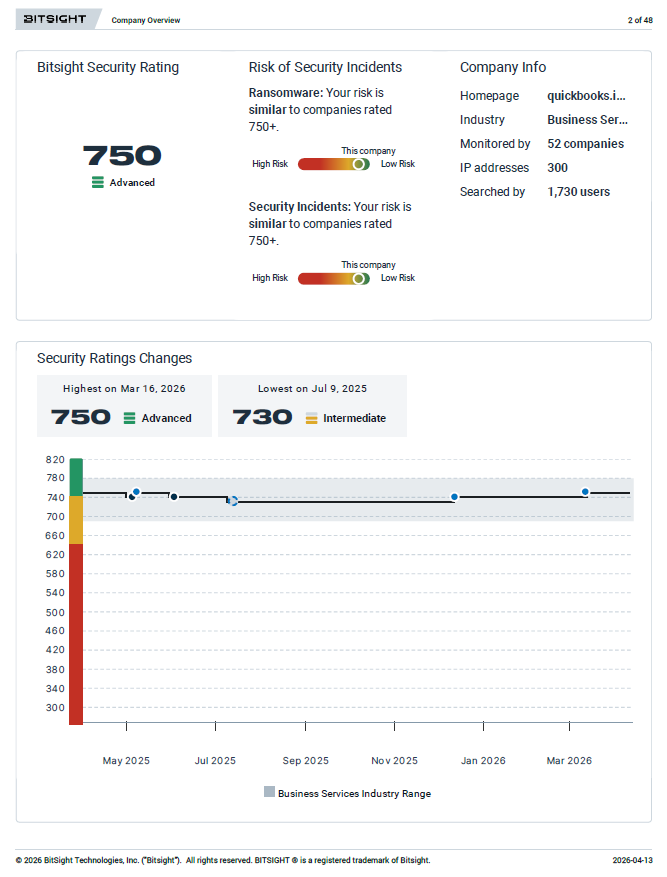 BITSIGHT Company Overview 2 of 48
Bitsight Security Rating
750
Advanced
Risk of Security Incidents
Ransomware: Your risk is
similar to companies rated
750+.
This company
High Risk Low Risk
Security Incidents: Your risk is
similar to companies rated
750+.
This company
High Risk Low Risk
Company Info
Homepage quickbooks.i...
Industry Business Ser...
Monitored by 52 companies
IP addresses 300
Searched by 1,730 users
Security Ratings Changes
Highest on Mar 16, 2026
750 Advanced
Lowest on Jul 9, 2025
730 Intermediate
820
780
740
700
660
620
580
540
500
460
420
380
340
300
May 2025 Jul 2025 Sep 2025 Nov 2025 Jan 2026 Mar 2026
Business Services Industry Range
© 2026 BitSight Technologies, Inc. ("Bitsight"). All rights reserved. BITSIGHT ® is a registered trademark of Bitsight. 2026-04-13